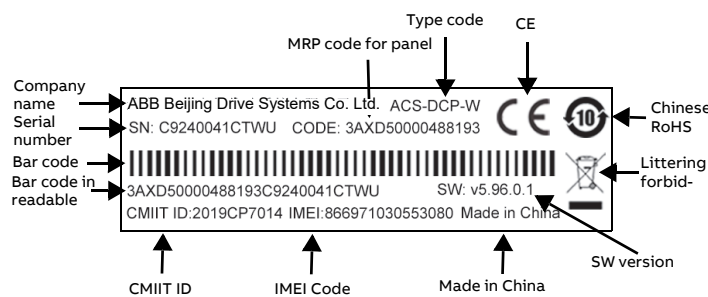 Type code
CE
MRP code for panel
Company
name
Serial
number
Bar code
Bar code in
readable
ABB Beijing Drive Systems Co. Ltd. ACS-DCP-W
SN: C9240041CTWU CODE: 3AXD50000488193
CE
10
3AXD50000488193C9240041CTWU SW: v5.96.0.1
CMIIT ID:2019CP7014 IMEI:866971030553080 Made in China
Chinese
RoHS
Littering
forbid-
SW version
CMIIT ID
IMEI Code
Made in China